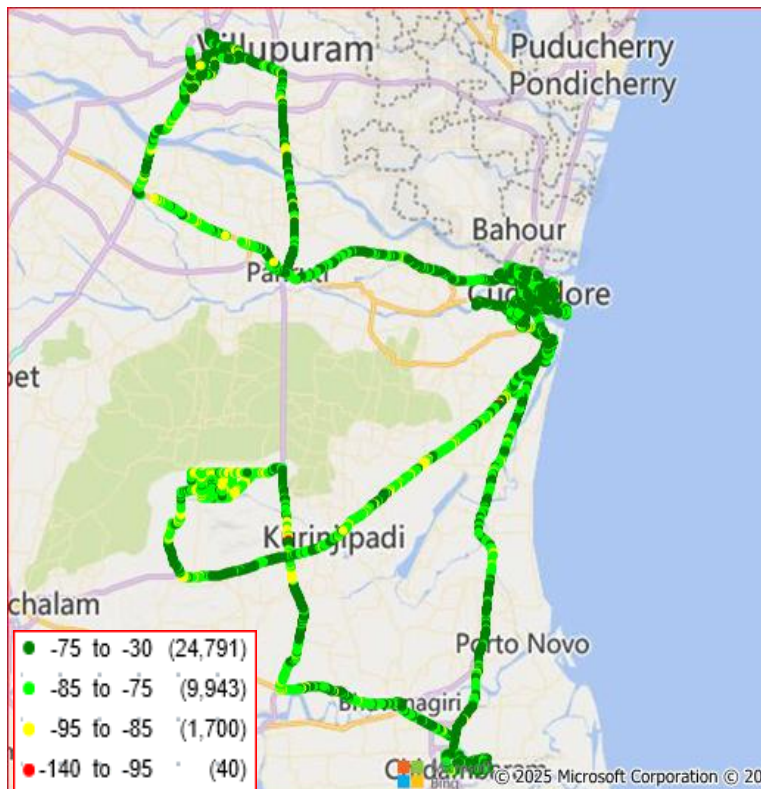 Villupuram
Puducherry
Pondicherry
Bahour
Panruti
Cuddalore
pet
Kurinjipadi
chalam
Porto Novo
Bhuvanagiri
Chidambaram
-75 to -30 (24,791)
-85 to -75 (9,943)
-95 to -85 (1,700)
-140 to -95 (40)
Bing
© 2025 Microsoft Corporation © 20